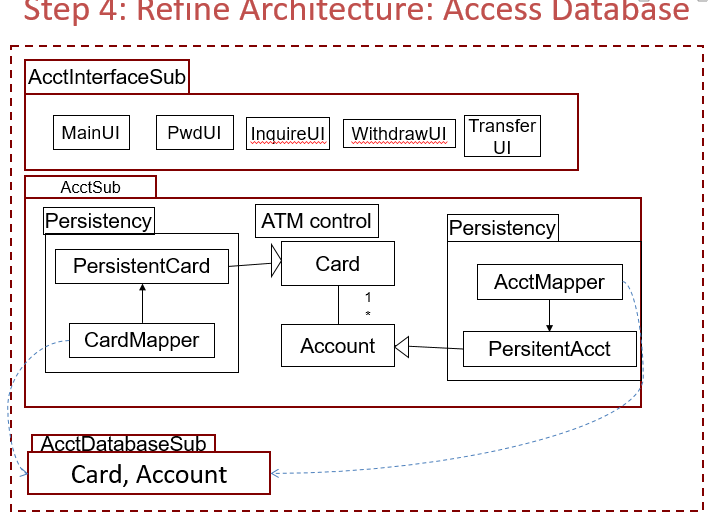 Step 4: Refine Architecture: Access Database
AcctInterfaceSub
MainUI
PwdUI
InquireUI
WithdrawUI
Transfer
UI
AcctSub
Persistency
ATM control
Persistency
PersistentCard
Card
AcctMapper
1
*
CardMapper
Account
PersitentAcct
AcctDatabaseSub
Card, Account